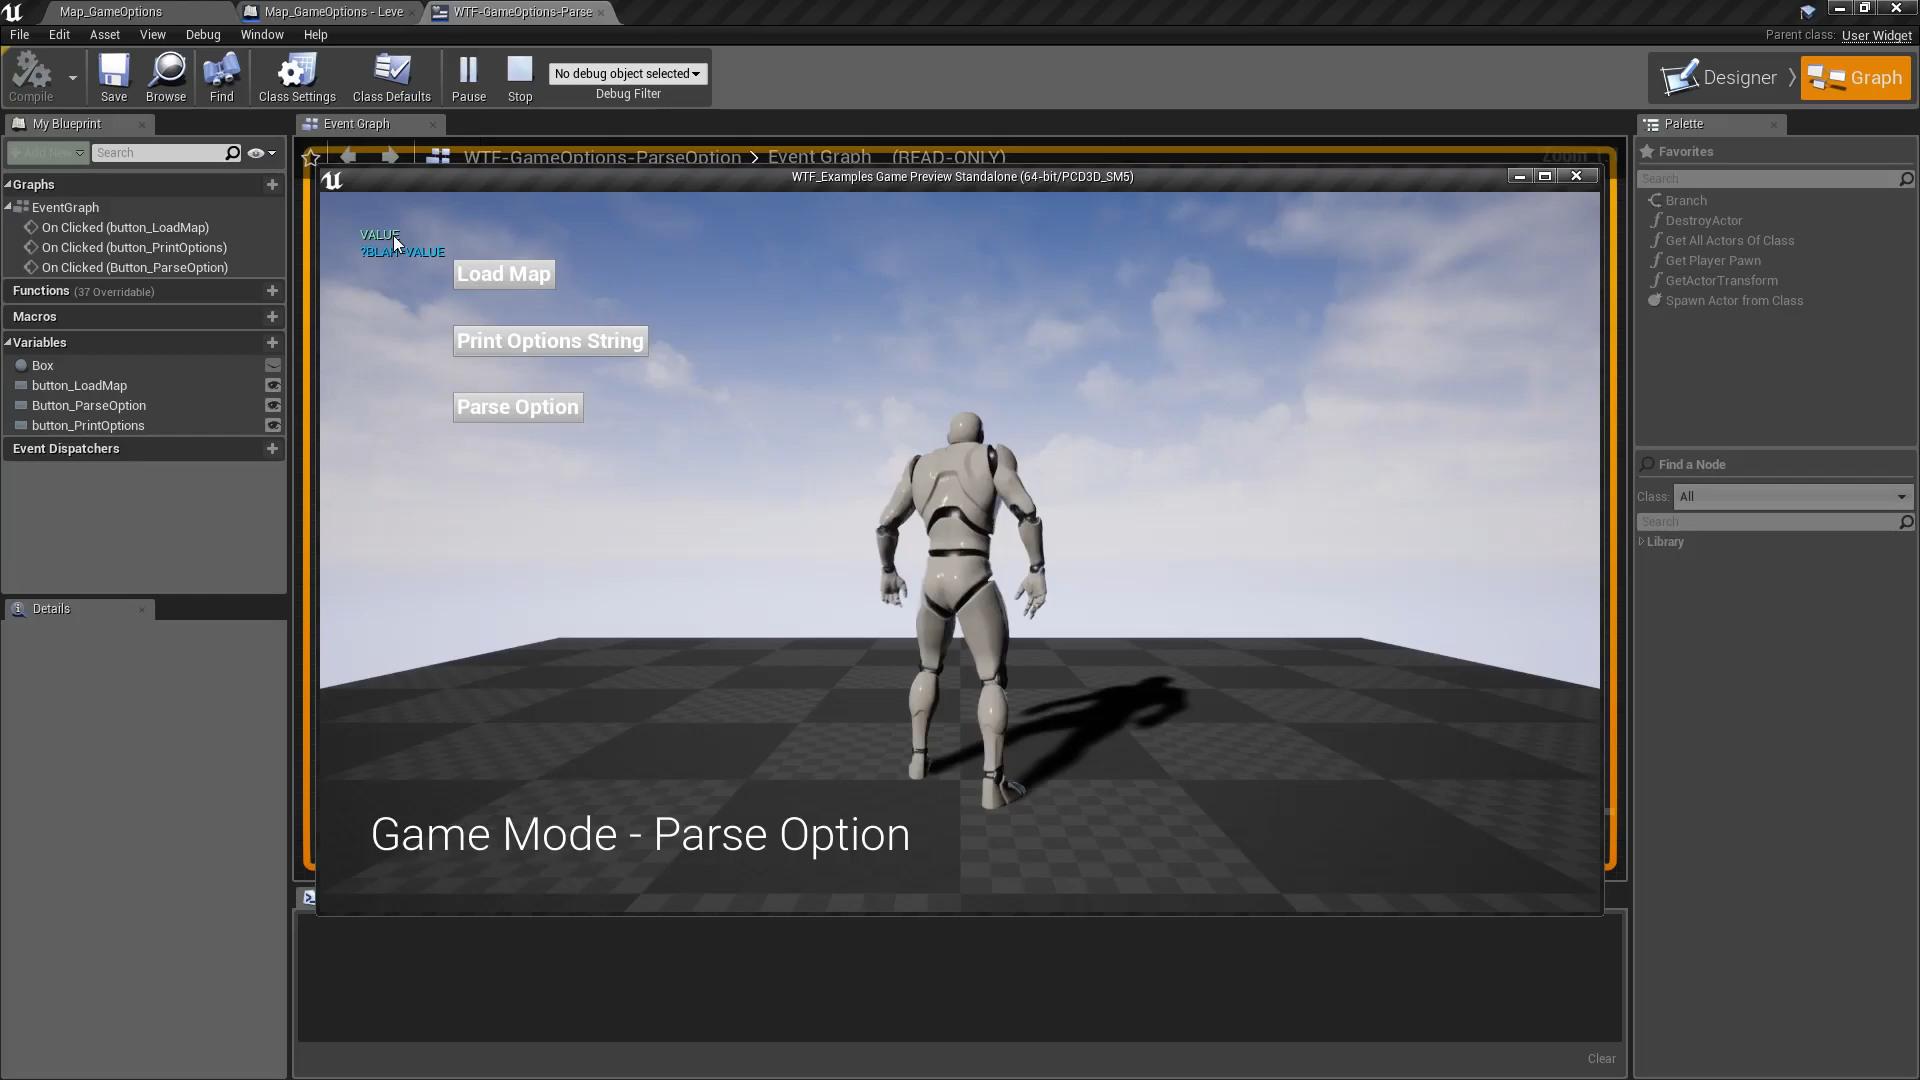 Map_GameOptions
Map_GameOptions - Leve
WTF-GameOptions-Parse
File Edit Asset View Debug Window Help
Parent class: User Widget
Compile
Save
Browse
Find
Class Settings
Class Defaults
Pause
Stop
No debug object selected
Debug Filter
Designer
Graph
My Blueprint
Event Graph
Palette
Add New
Search
WTF-GameOptions-ParseOption > Event Graph (READ-ONLY)
Favorites
WTF_Examples Game Preview Standalone (64-bit/PCD3D_SM5)
Search
Graphs
EventGraph
On Clicked (button_LoadMap)
On Clicked (button_PrintOptions)
On Clicked (Button_ParseOption)
Functions (37 Overridable)
Macros
Variables
Box
button_LoadMap
Button_ParseOption
button_PrintOptions
Event Dispatchers
Details
VALUE
Load Map
Print Options String
Parse Option
Game Mode - Parse Option
Branch
DestroyActor
Get All Actors Of Class
Get Player Pawn
GetActorTransform
Spawn Actor from Class
Find a Node
Class: All
Search
Library
Clear